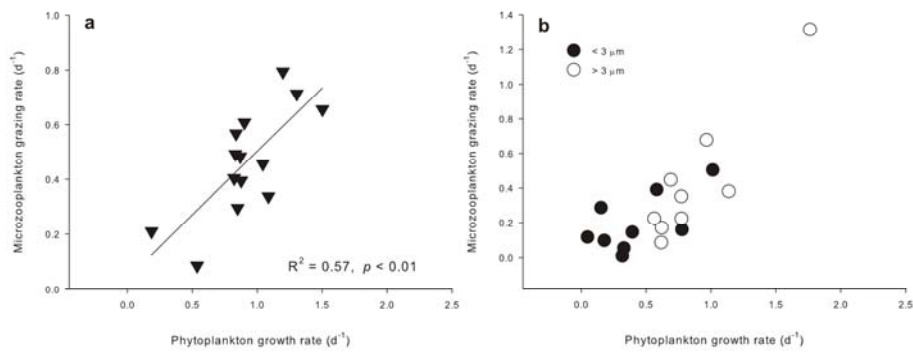 a
Microzooplankton grazing rate (d⁻¹)
1.0
0.8
0.6
0.4
0.2
0.0
R² = 0.57, p < 0.01
0.0 0.5 1.0 1.5 2.0 2.5
Phytoplankton growth rate (d⁻¹)
b
< 3 μm
> 3 μm
Microzooplankton grazing rate (d⁻¹)
1.4
1.2
1.0
0.8
0.6
0.4
0.2
0.0
0.0 0.5 1.0 1.5 2.0 2.5
Phytoplankton growth rate (d⁻¹)